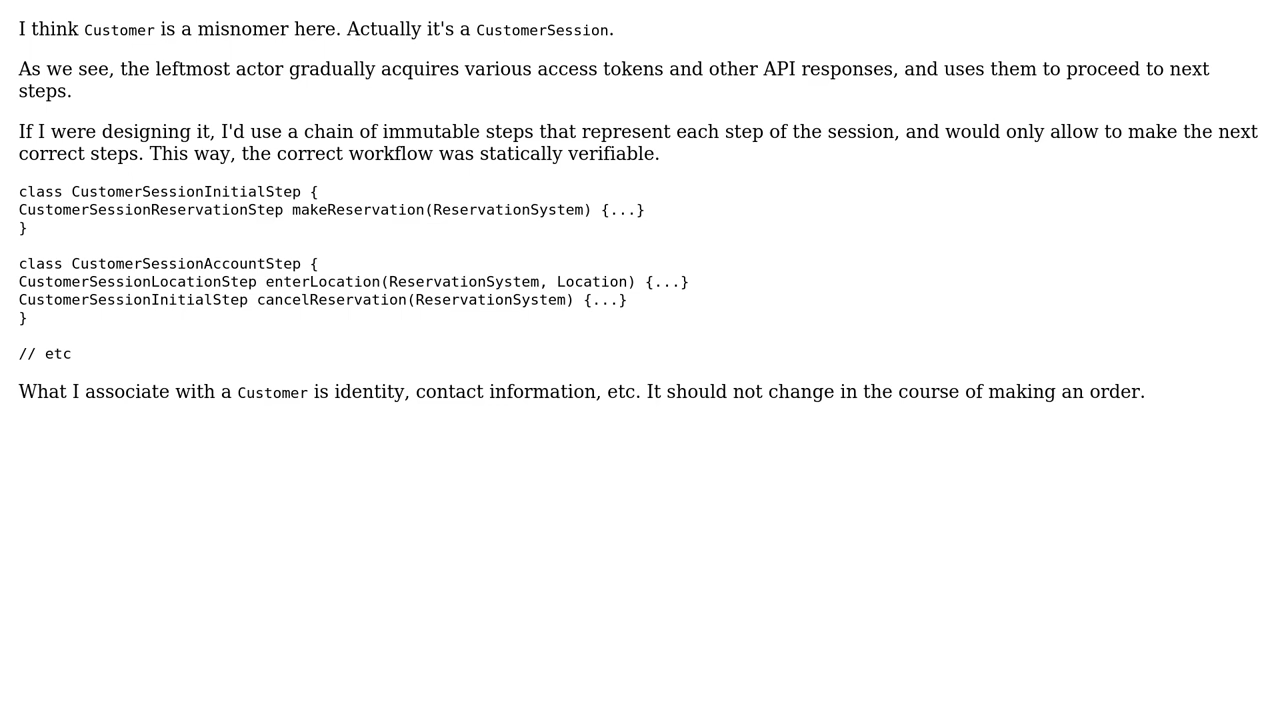 I think Customer is a misnomer here. Actually it's a CustomerSession.
As we see, the leftmost actor gradually acquires various access tokens and other API responses, and uses them to proceed to next
steps.
If I were designing it, I'd use a chain of immutable steps that represent each step of the session, and would only allow to make the next
correct steps. This way, the correct workflow was statically verifiable.
class CustomerSessionInitialStep {
CustomerSessionReservationStep makeReservation(ReservationSystem) {...}
}
class CustomerSessionAccountStep {
CustomerSessionLocationStep enterLocation(ReservationSystem, Location) {...}
CustomerSessionInitialStep cancelReservation(ReservationSystem) {...}
}
// etc
What I associate with a Customer is identity, contact information, etc. It should not change in the course of making an order.